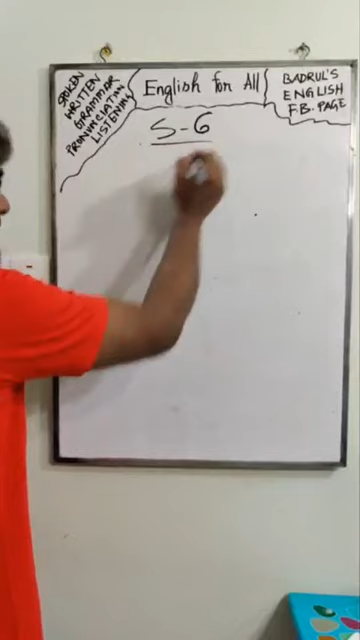 SPOKEN
WRITTEN
GRAMMAR
PRONUNCIATION
LISTENING
English for All
BADRUL'S
ENGLISH
F.B. PAGE
S-6